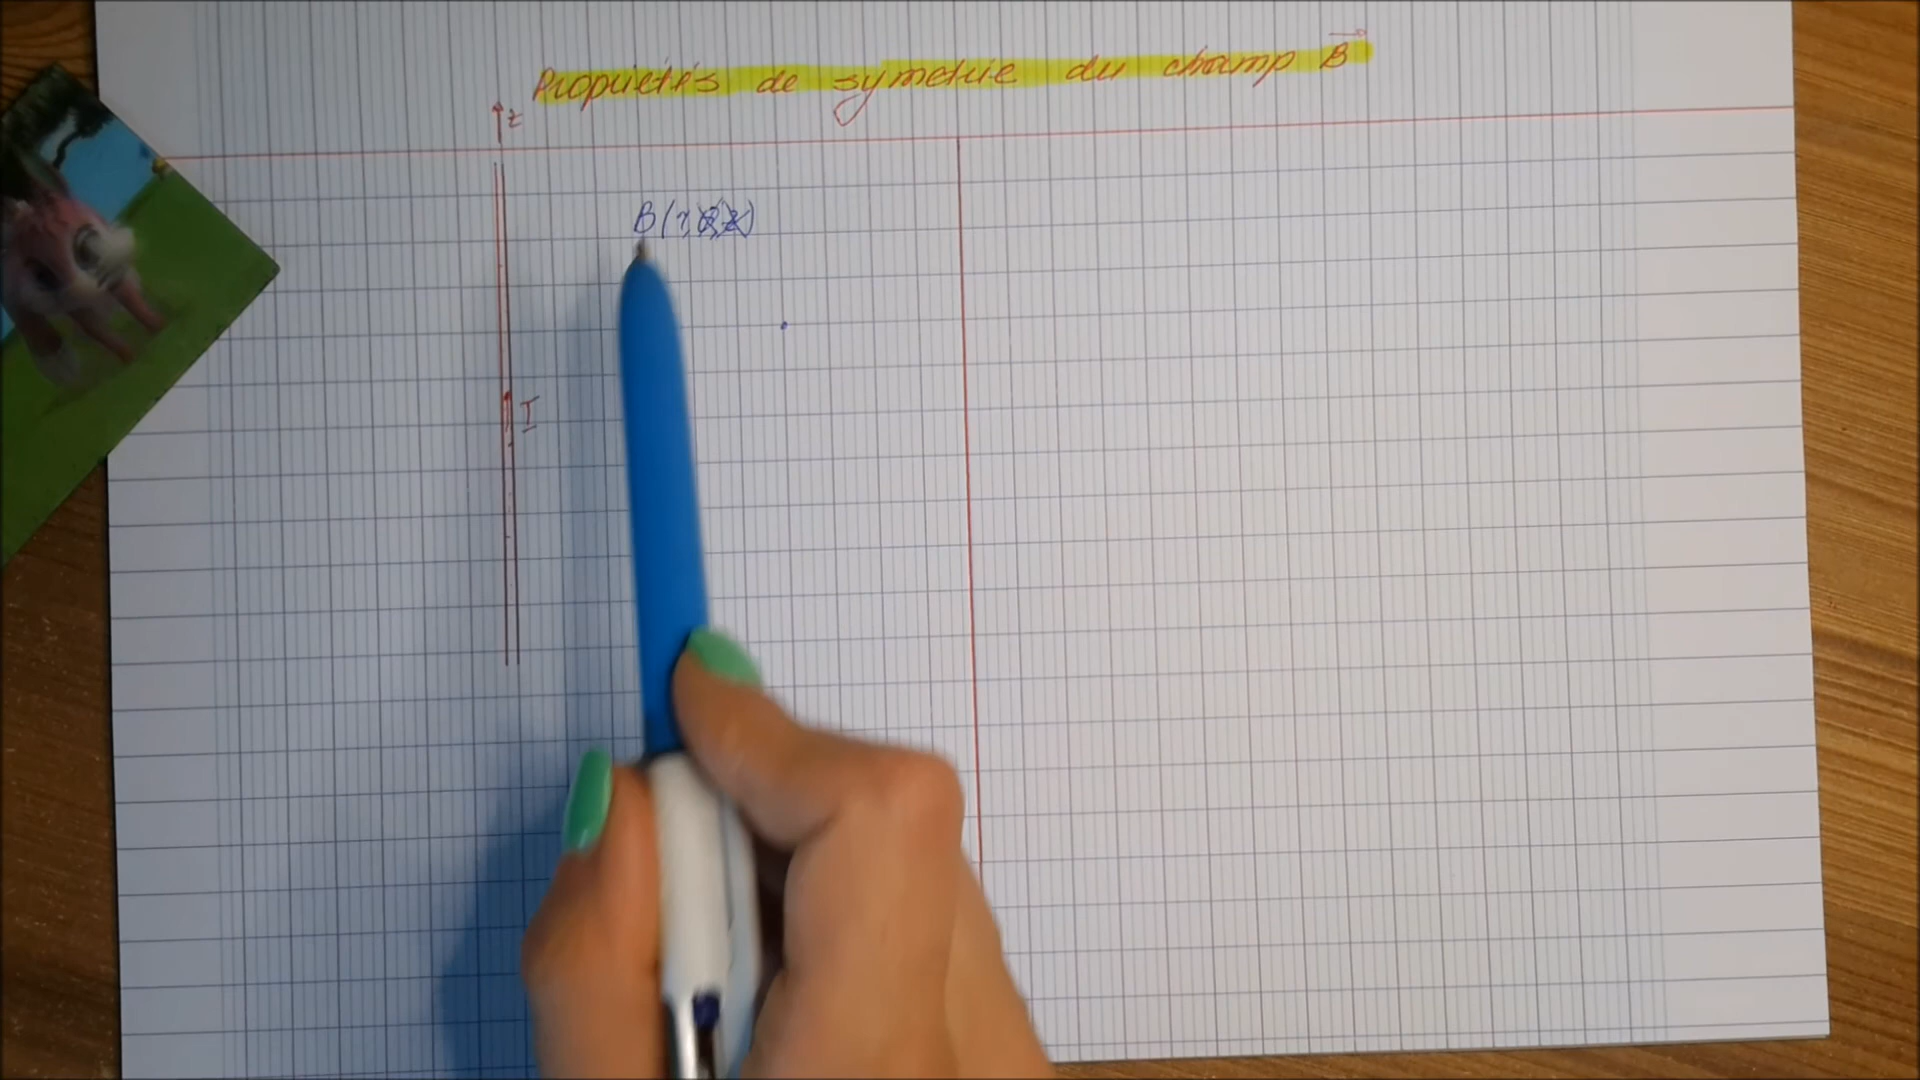 Propriétés de symétrie du champ B⃗
z
B(r,θ,z)
I